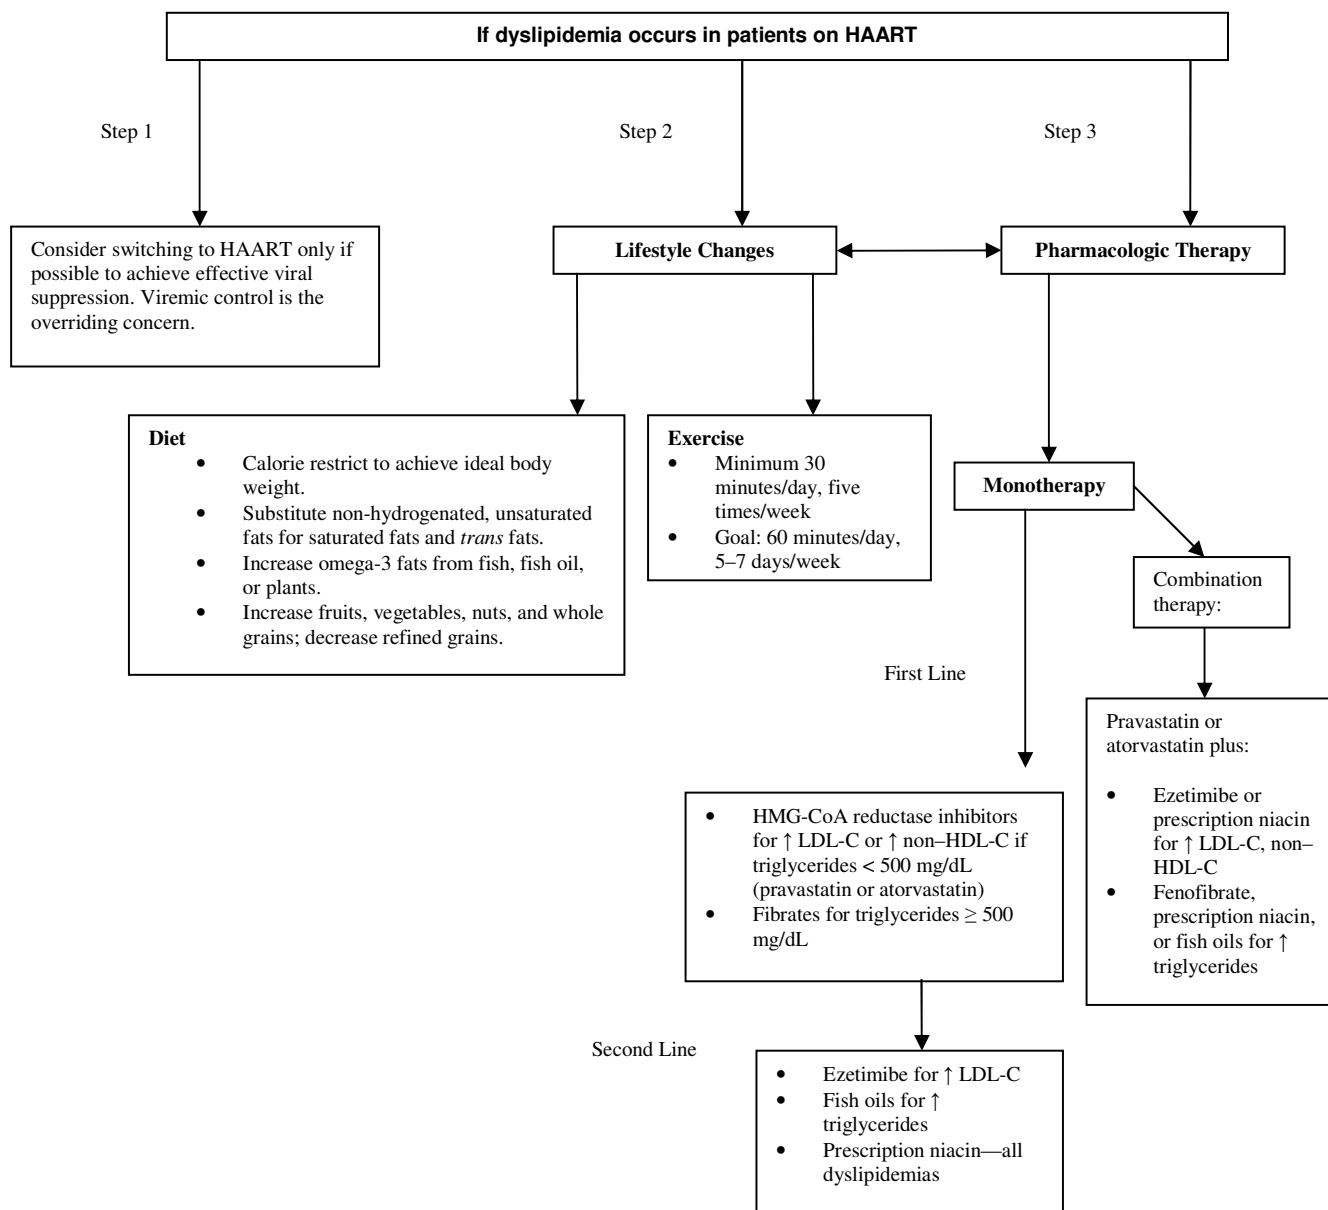 If dyslipidemia occurs in patients on HAART
Step 1
Step 2
Step 3
Consider switching to HAART only if
possible to achieve effective viral
suppression. Viremic control is the
overriding concern.
Lifestyle Changes
Pharmacologic Therapy
Diet
• Calorie restrict to achieve ideal body
weight.
• Substitute non-hydrogenated, unsaturated
fats for saturated fats and trans fats.
• Increase omega-3 fats from fish, fish oil,
or plants.
• Increase fruits, vegetables, nuts, and whole
grains; decrease refined grains.
Exercise
• Minimum 30
minutes/day, five
times/week
• Goal: 60 minutes/day,
5–7 days/week
Monotherapy
Combination
therapy:
First Line
Pravastatin or
atorvastatin plus:
• Ezetimibe or
prescription niacin
for ↑ LDL-C, non–
HDL-C
• Fenofibrate,
prescription niacin,
or fish oils for ↑
triglycerides
• HMG-CoA reductase inhibitors
for ↑ LDL-C or ↑ non–HDL-C if
triglycerides < 500 mg/dL
(pravastatin or atorvastatin)
• Fibrates for triglycerides ≥ 500
mg/dL
Second Line
• Ezetimibe for ↑ LDL-C
• Fish oils for ↑
triglycerides
• Prescription niacin—all
dyslipidemias